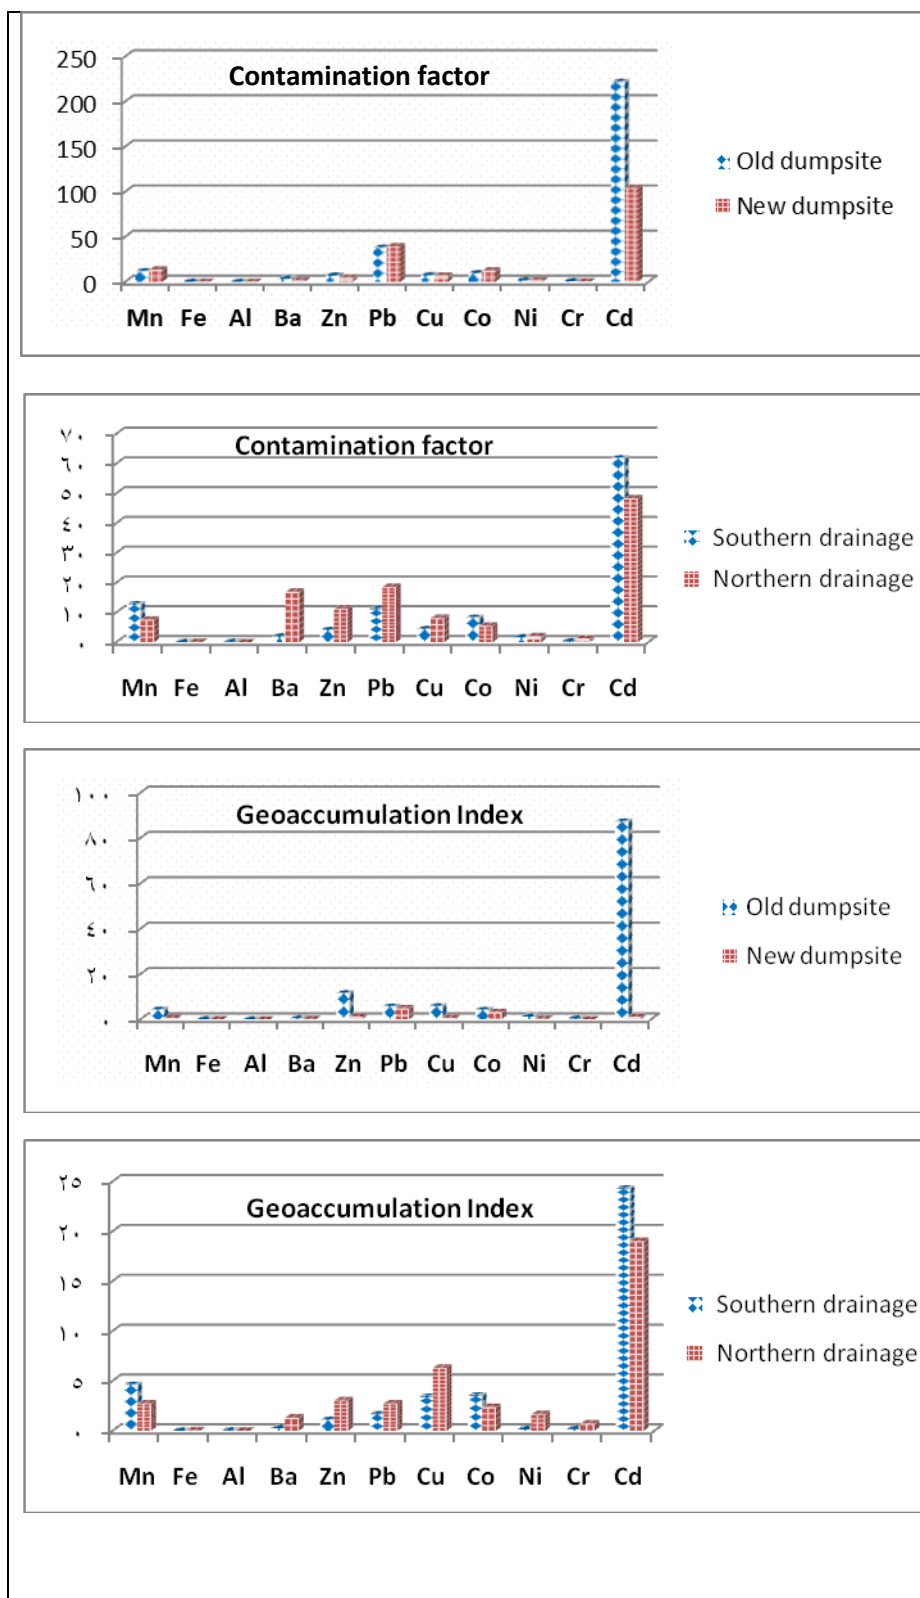 Contamination factor
250
200
150
100
50
0
Mn Fe Al Ba Zn Pb Cu Co Ni Cr Cd
Old dumpsite
New dumpsite
Contamination factor
٧٠
٦٠
٥٠
٤٠
٣٠
٢٠
١٠
٠
Mn Fe Al Ba Zn Pb Cu Co Ni Cr Cd
Southern drainage
Northern drainage
Geoaccumulation Index
١٠٠
٨٠
٦٠
٤٠
٢٠
٠
Mn Fe Al Ba Zn Pb Cu Co Ni Cr Cd
Old dumpsite
New dumpsite
Geoaccumulation Index
٢٥
٢٠
١٥
١٠
٥
٠
Mn Fe Al Ba Zn Pb Cu Co Ni Cr Cd
Southern drainage
Northern drainage